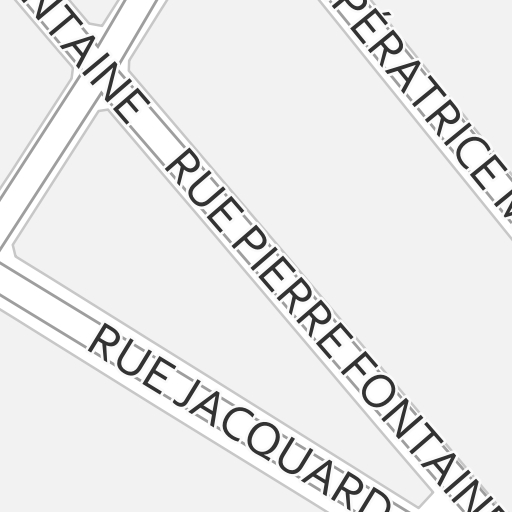 NTAINE
PÉRATRICE M
RUE PIERRE FONTAINE
RUE JACQUARD